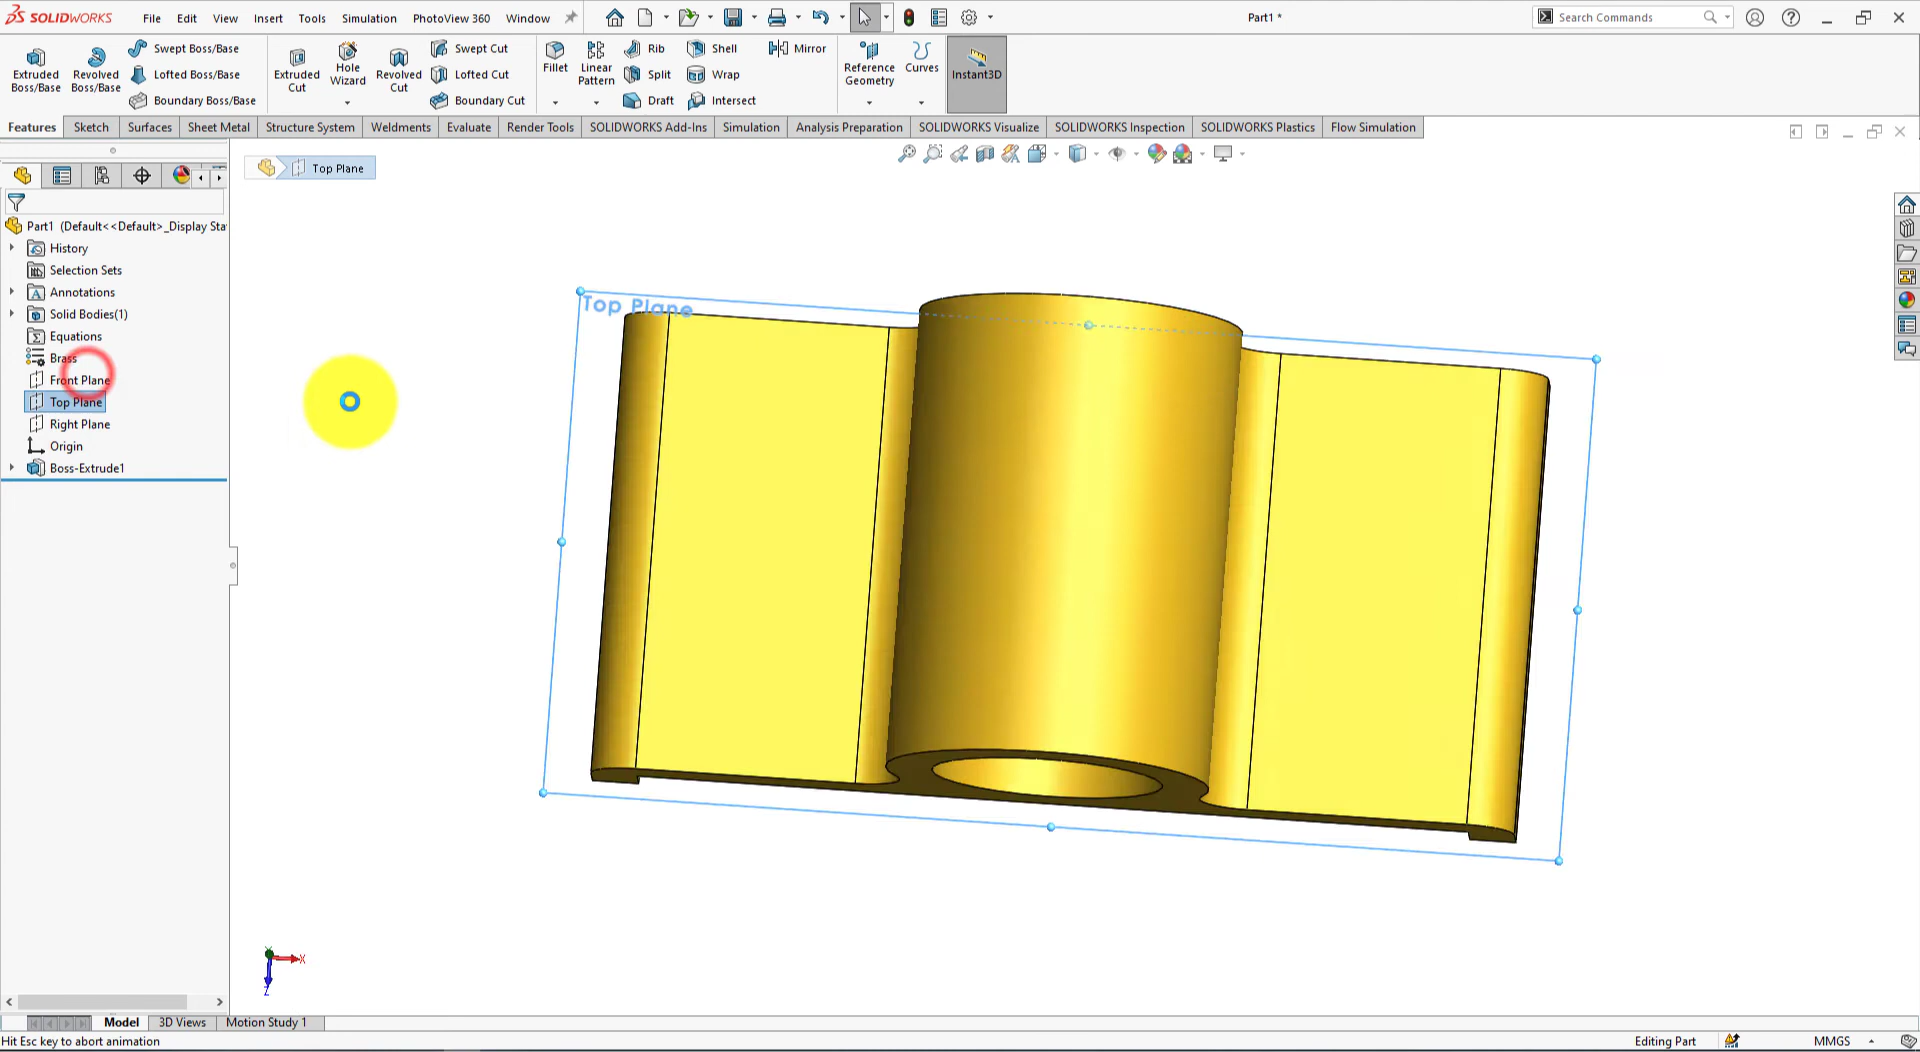 SOLIDWORKS File Edit View Insert Tools Simulation PhotoView 360 Window Part1 * Search Commands
Extruded Boss/Base
Revolved Boss/Base
Swept Boss/Base
Lofted Boss/Base
Boundary Boss/Base
Extruded Cut
Hole Wizard
Revolved Cut
Swept Cut
Lofted Cut
Boundary Cut
Fillet
Linear Pattern
Rib
Split
Draft
Shell
Wrap
Intersect
Mirror
Reference Geometry
Curves
Instant3D
Features Sketch Surfaces Sheet Metal Structure System Weldments Evaluate Render Tools SOLIDWORKS Add-Ins Simulation Analysis Preparation SOLIDWORKS Visualize SOLIDWORKS Inspection SOLIDWORKS Plastics Flow Simulation
Top Plane
Part1 (Default<<Default>_Display Sta
History
Selection Sets
Annotations
Solid Bodies(1)
Equations
Brass
Front Plane
Top Plane
Right Plane
Origin
Boss-Extrude1
Top Plane
X
Z
Model 3D Views Motion Study 1
Hit Esc key to abort animation Editing Part MMGS